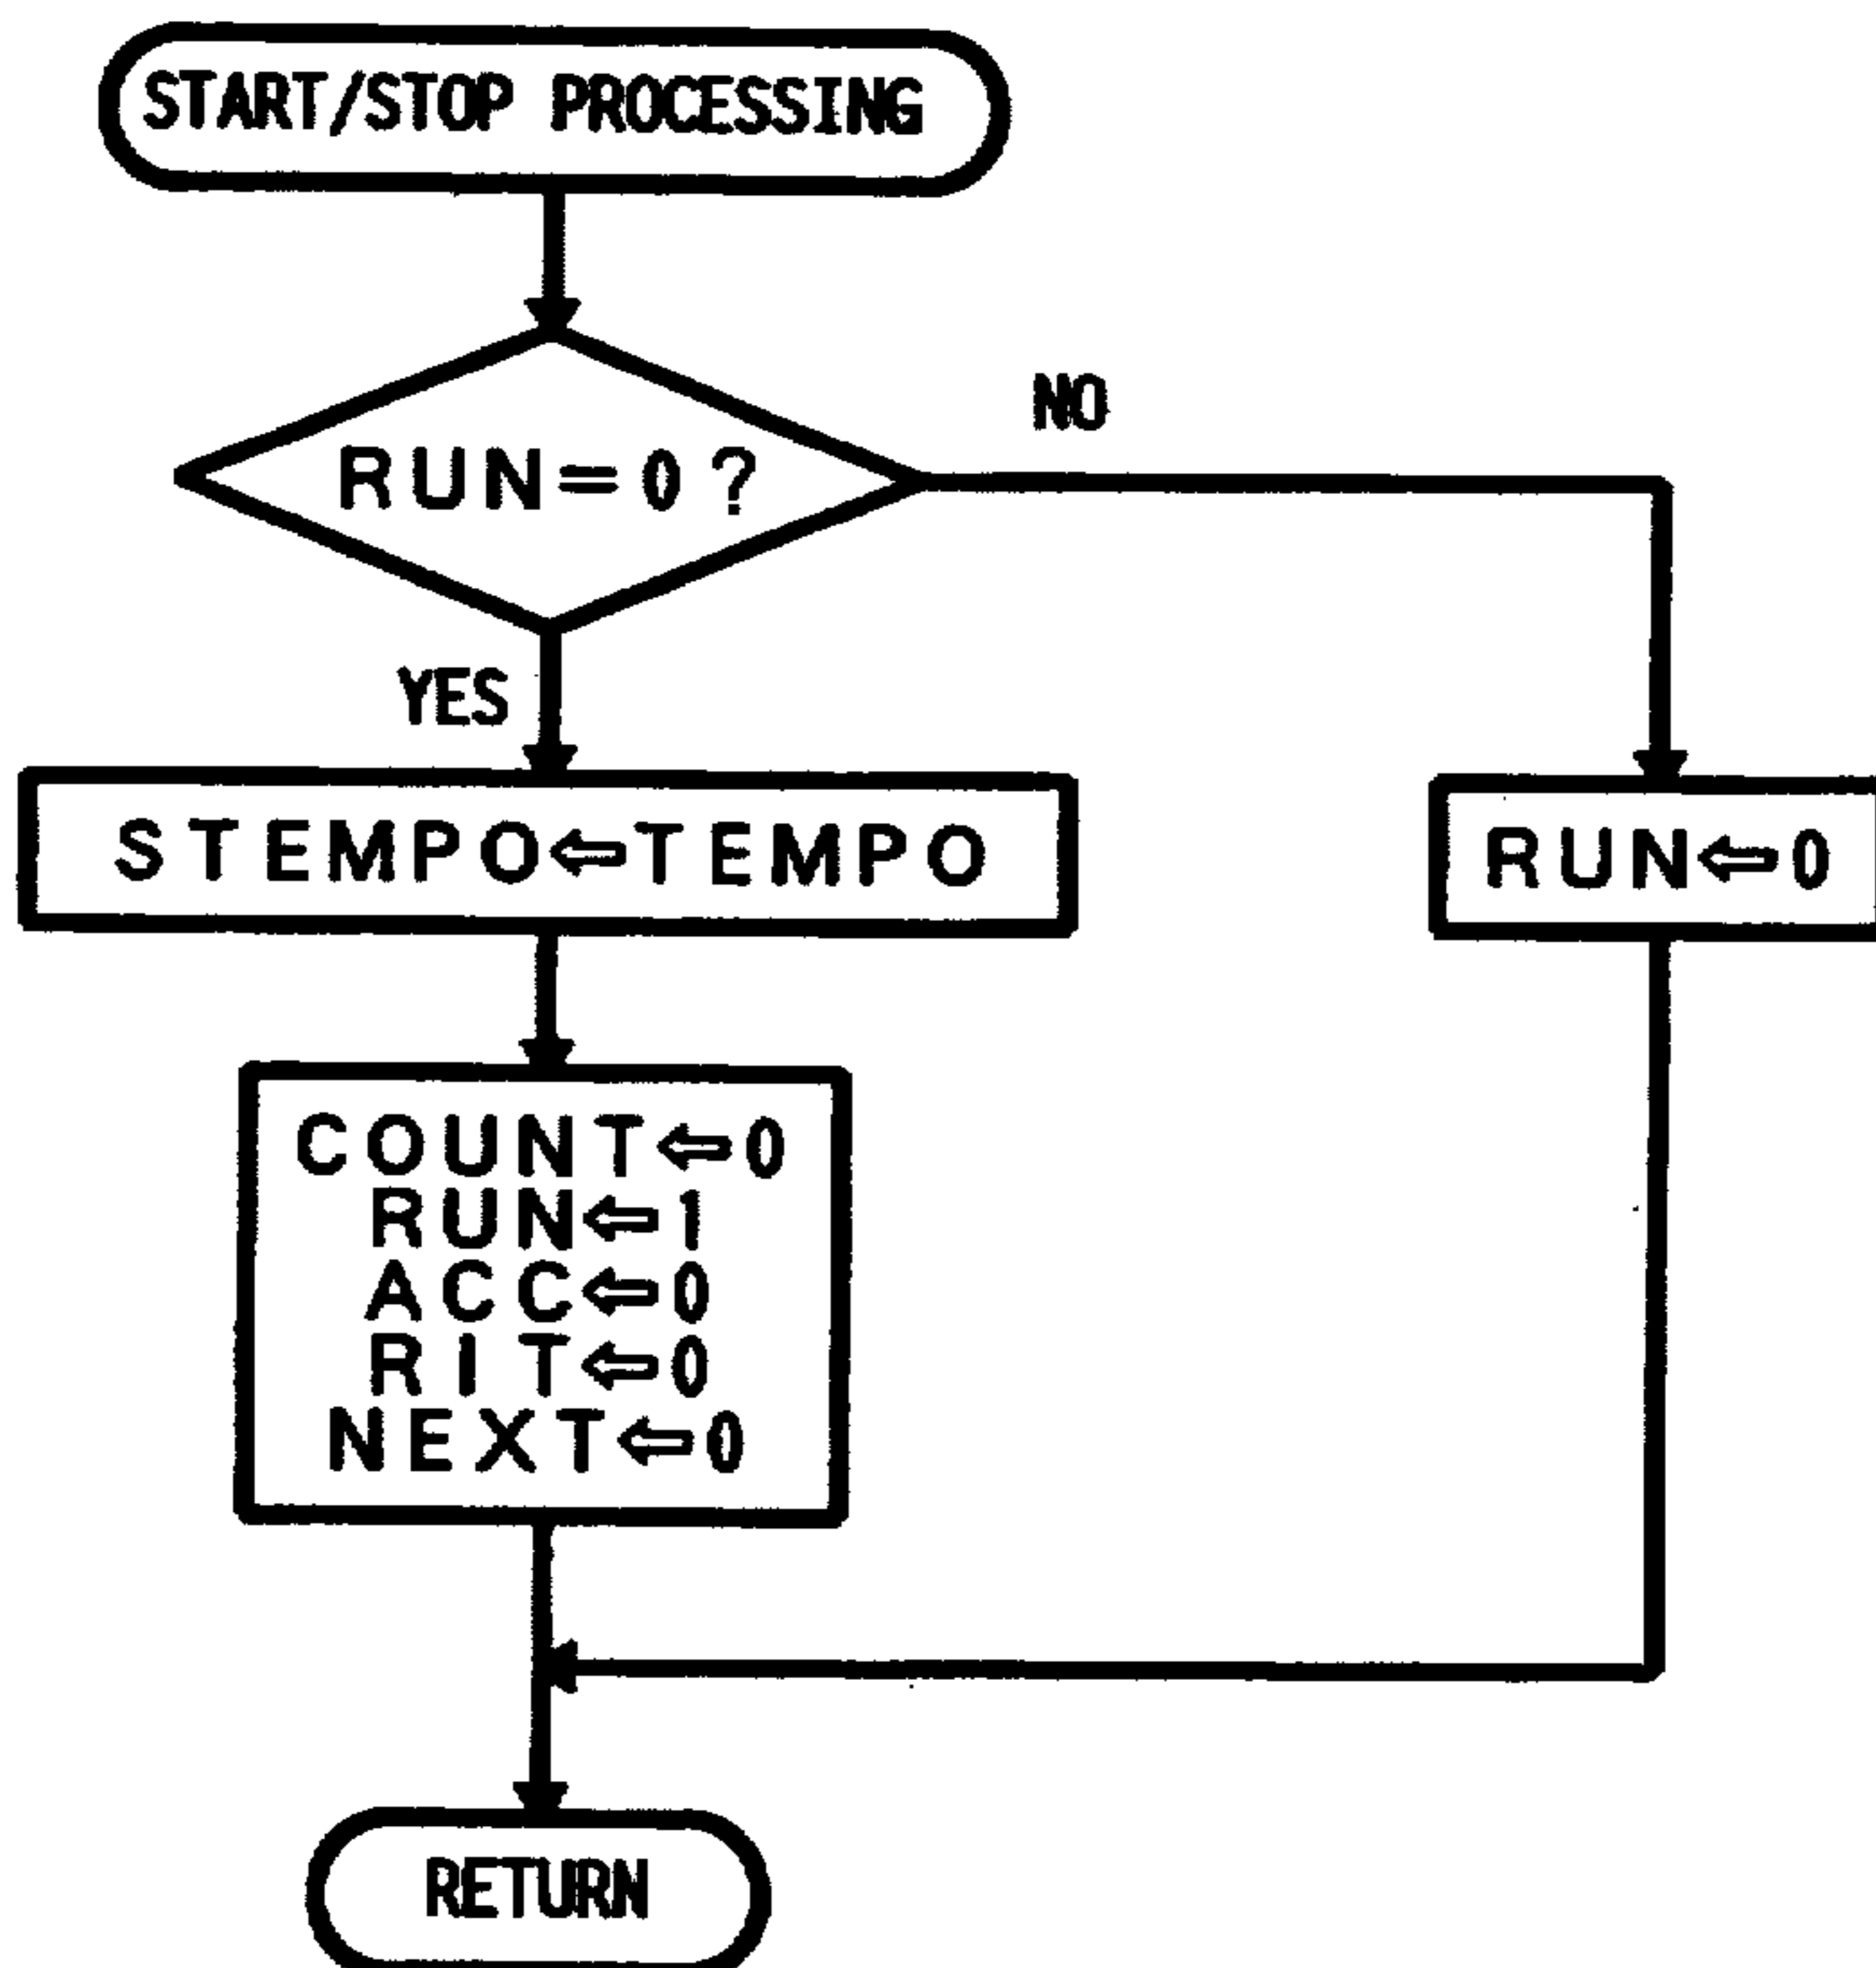 START/STOP PROCESSING
RUN=0?
NO
YES
STEMPO⇦TEMPO
RUN⇦0
COUNT⇦0
RUN⇦1
ACC⇦0
RIT⇦0
NEXT⇦0
RETURN